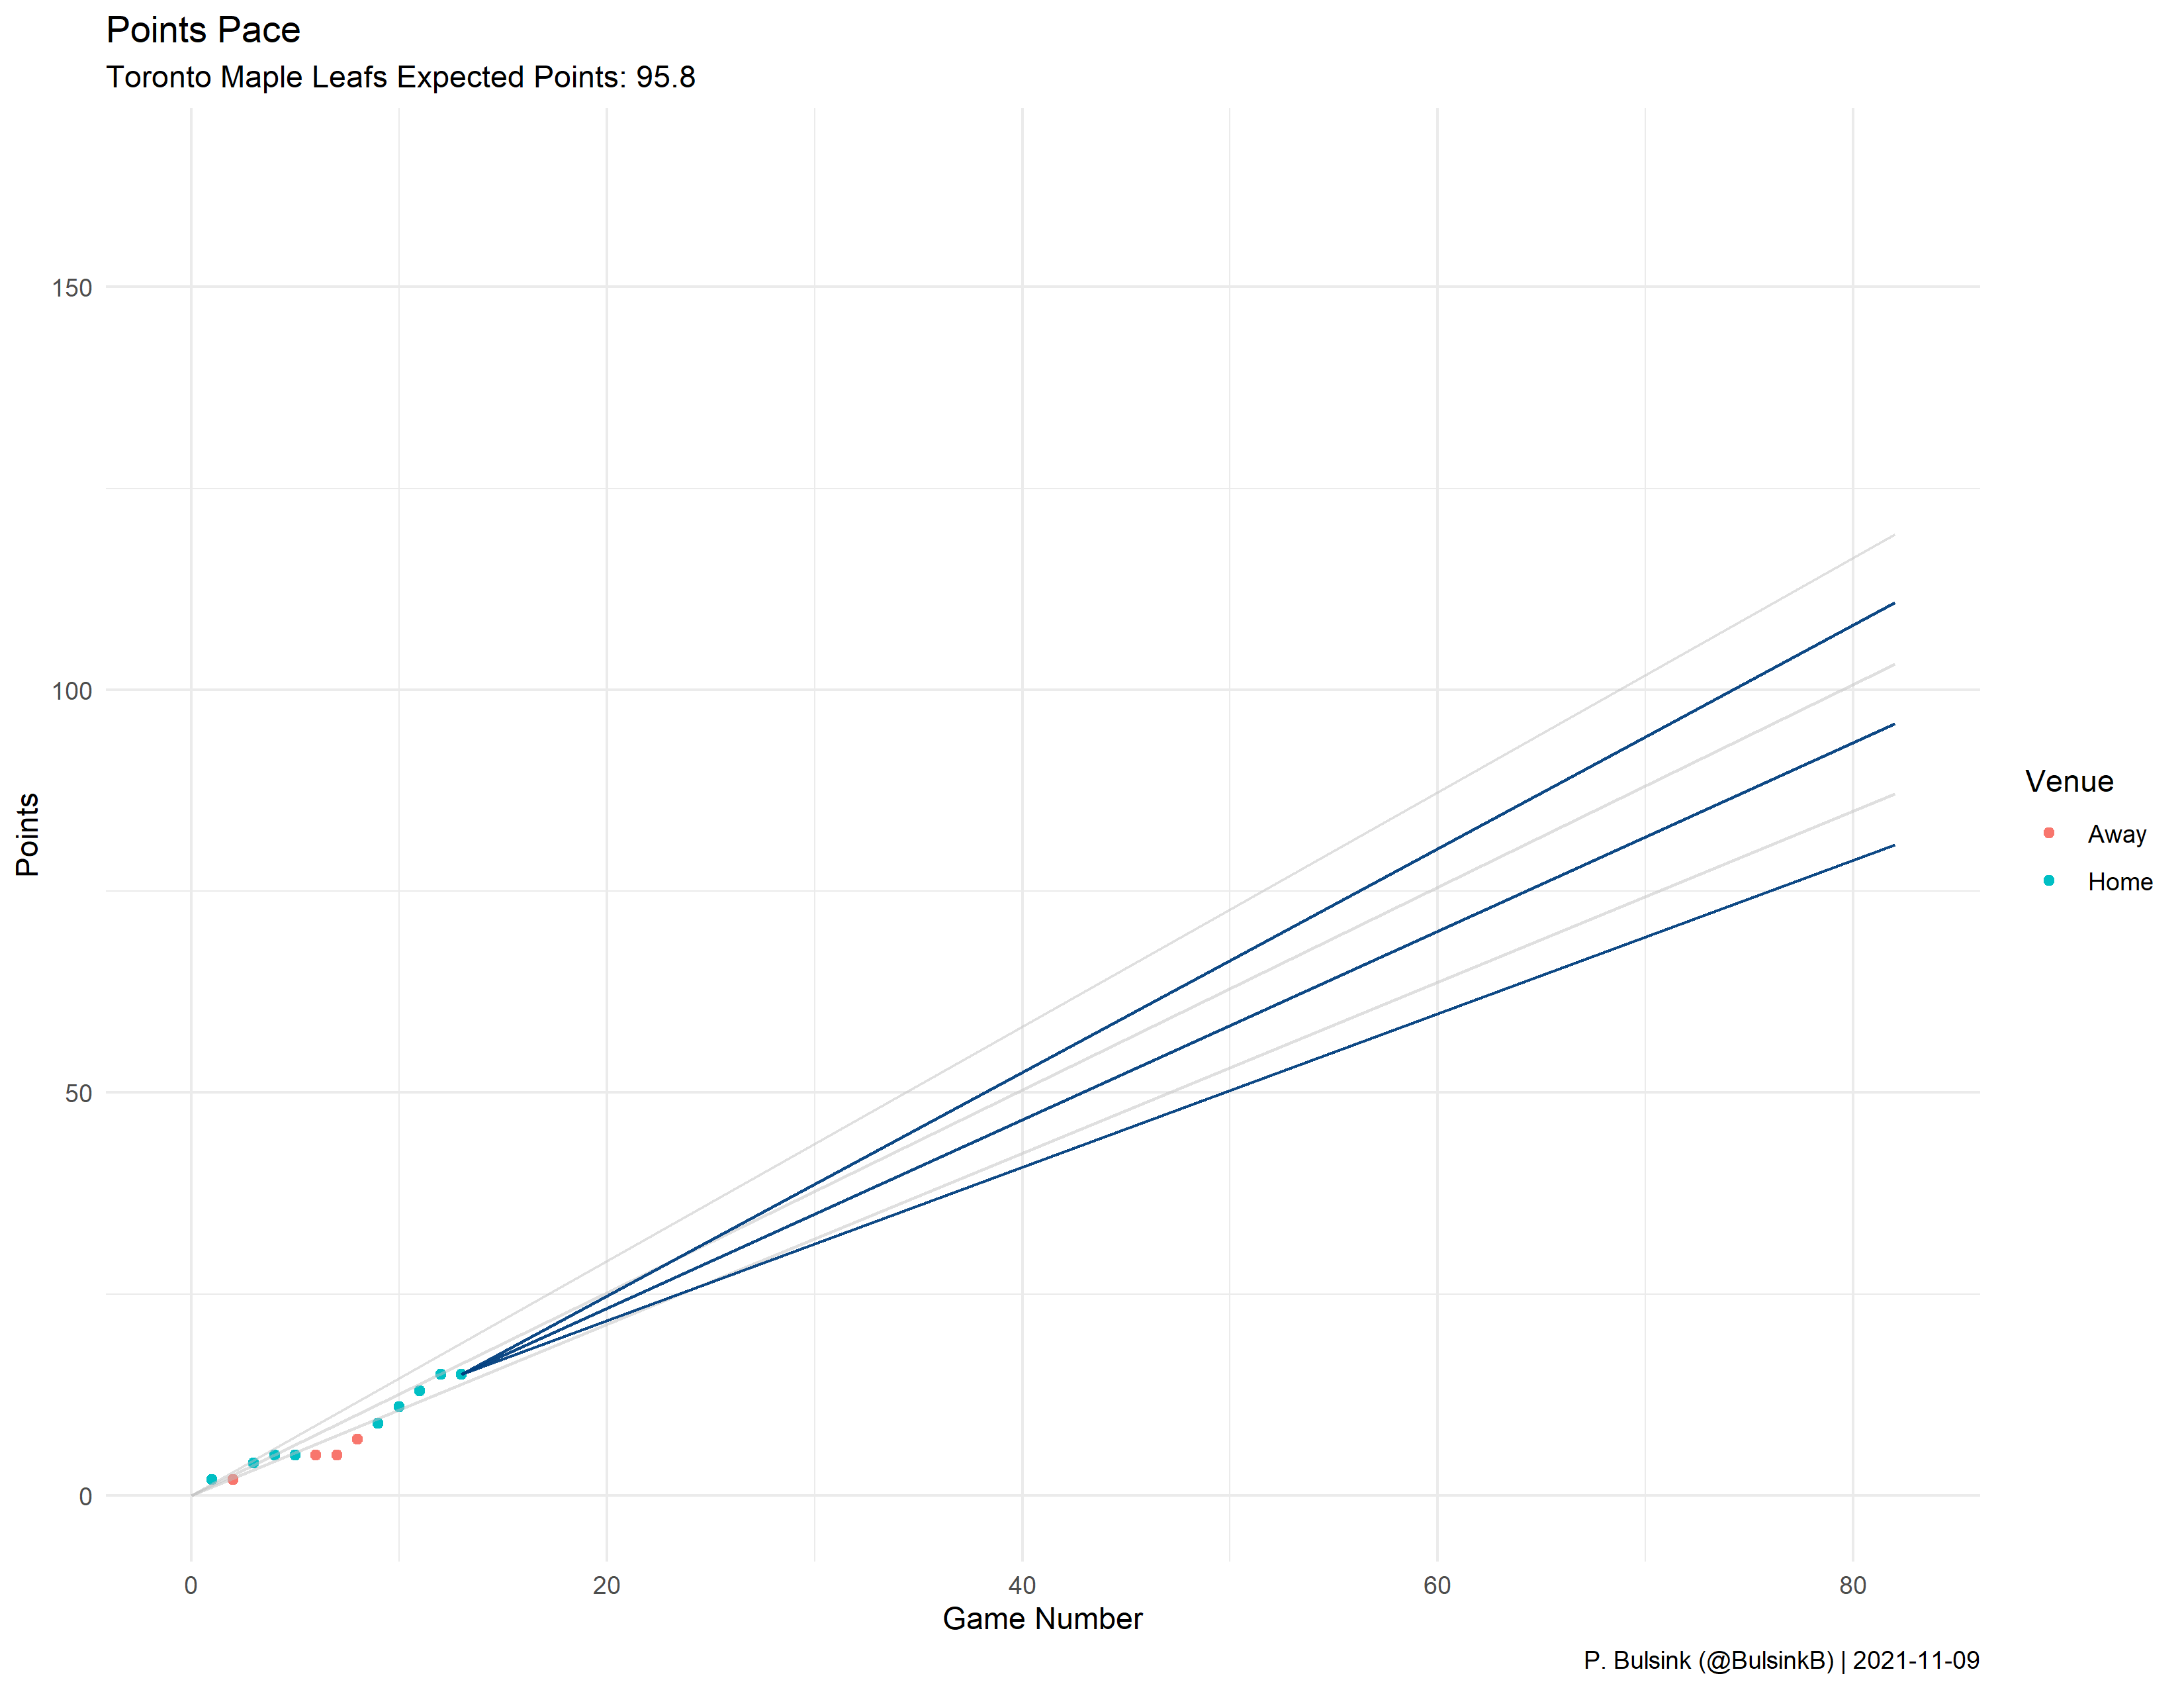 Points Pace
Toronto Maple Leafs Expected Points: 95.8
150
100
50
0
Points
0 20 40 60 80
Game Number
Venue
Away
Home
P. Bulsink (@BulsinkB) | 2021-11-09